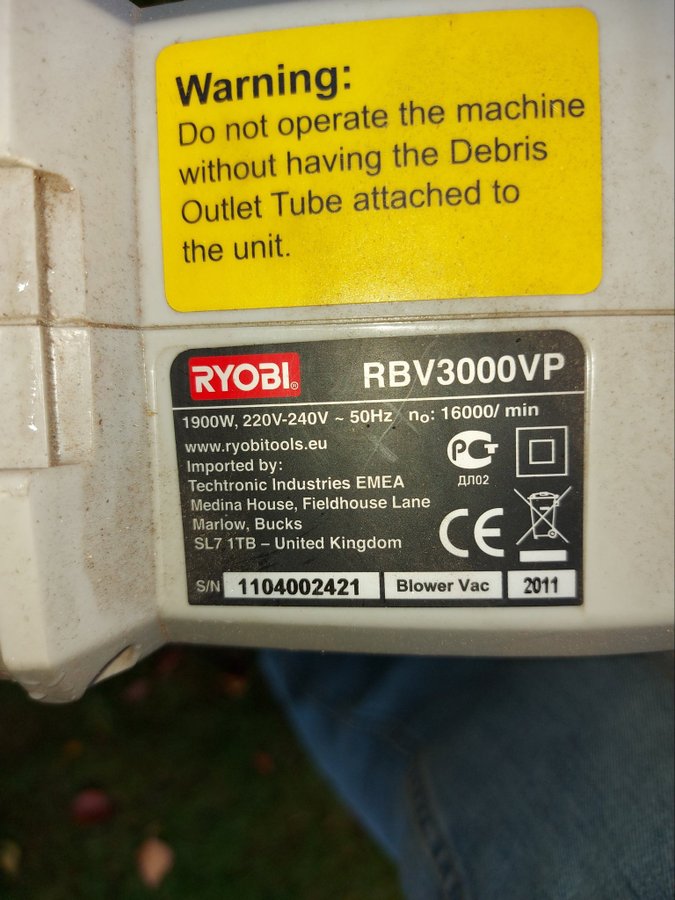 Warning:
Do not operate the machine
without having the Debris
Outlet Tube attached to
the unit.
RYOBI® RBV3000VP
1900W, 220V-240V ~ 50Hz n₀: 16000/ min
www.ryobitools.eu
Imported by:
Techtronic Industries EMEA
Medina House, Fieldhouse Lane
Marlow, Bucks
SL7 1TB – United Kingdom
РСТ
ДЛ02
CE
S/N 1104002421 Blower Vac 2011